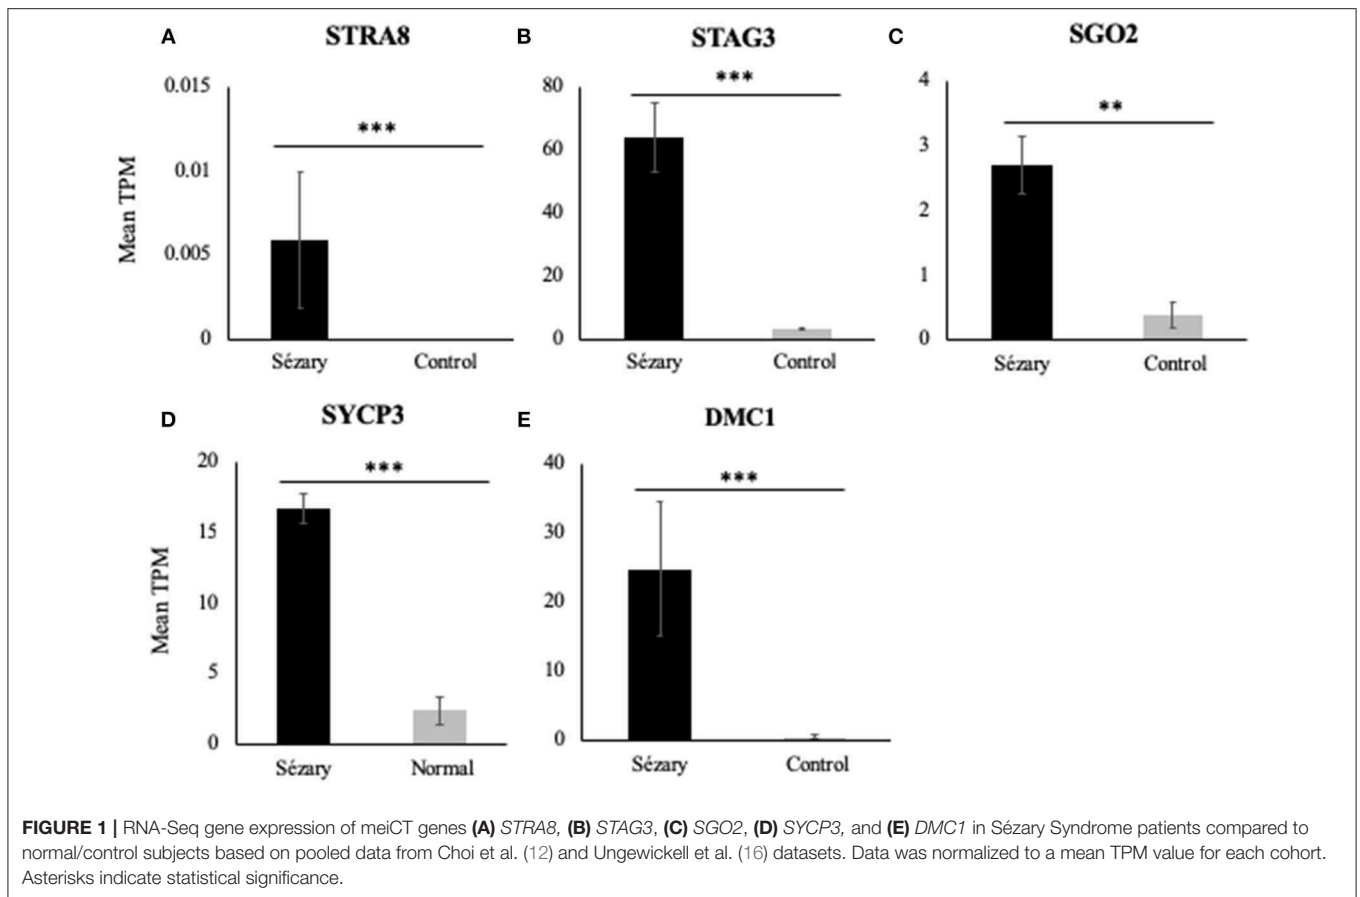 A
STRA8
0.015
0.01
0.005
0
Mean TPM
***
Sézary
Control
B
STAG3
80
60
40
20
0
***
Sézary
Control
C
SGO2
4
3
2
1
0
**
Sézary
Control
D
SYCP3
20
15
10
5
0
Mean TPM
***
Sézary
Normal
E
DMC1
40
30
20
10
0
***
Sézary
Control
FIGURE 1 | RNA-Seq gene expression of meiCT genes (A) STRA8, (B) STAG3, (C) SGO2, (D) SYCP3, and (E) DMC1 in Sézary Syndrome patients compared to
normal/control subjects based on pooled data from Choi et al. (12) and Ungewickell et al. (16) datasets. Data was normalized to a mean TPM value for each cohort.
Asterisks indicate statistical significance.